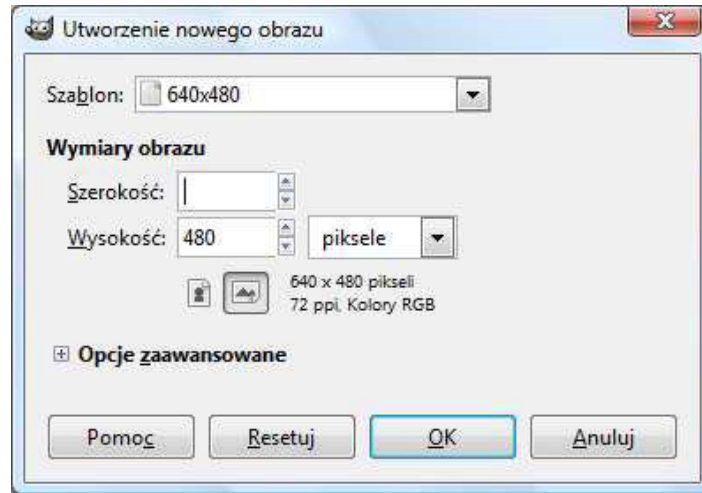 Utworzenie nowego obrazu
Szablon: 640x480
Wymiary obrazu
Szerokość:
Wysokość: 480 piksele
640 x 480 pikseli
72 ppi, Kolory RGB
Opcje zaawansowane
Pomoc Resetuj OK Anuluj